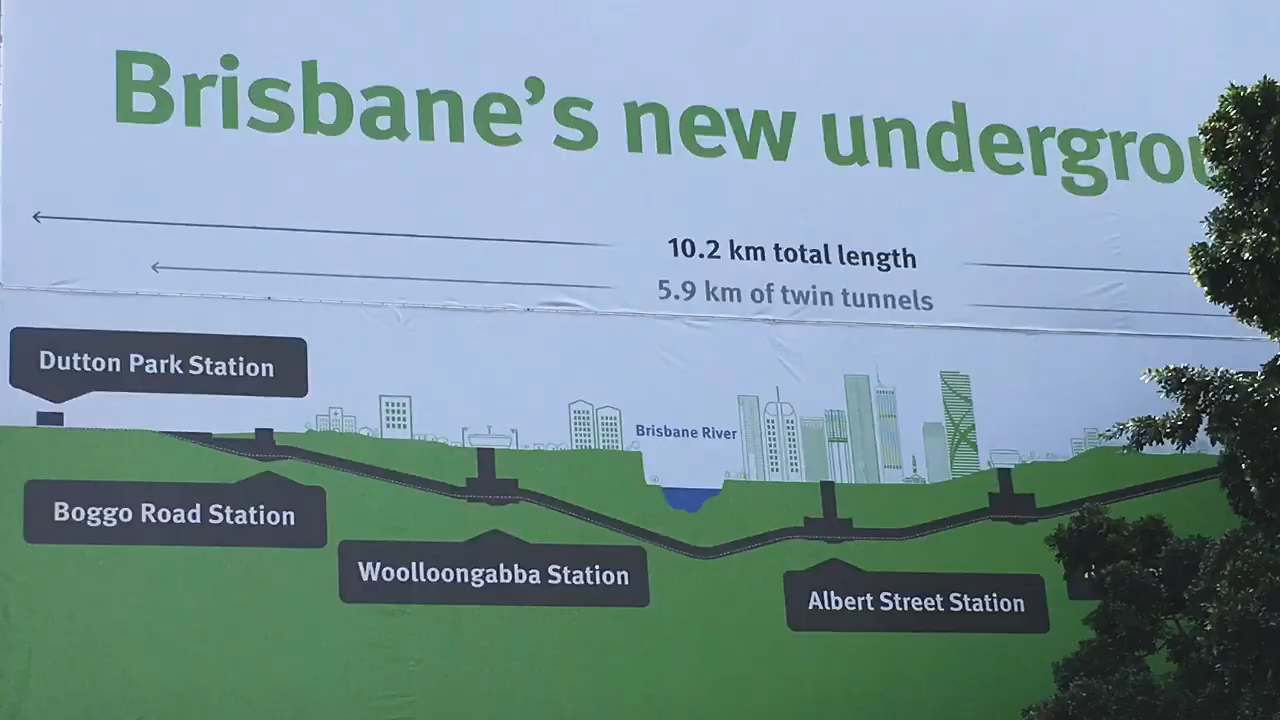 Brisbane's new undergrou
10.2 km total length
5.9 km of twin tunnels
Dutton Park Station
Brisbane River
Boggo Road Station
Woolloongabba Station
Albert Street Station